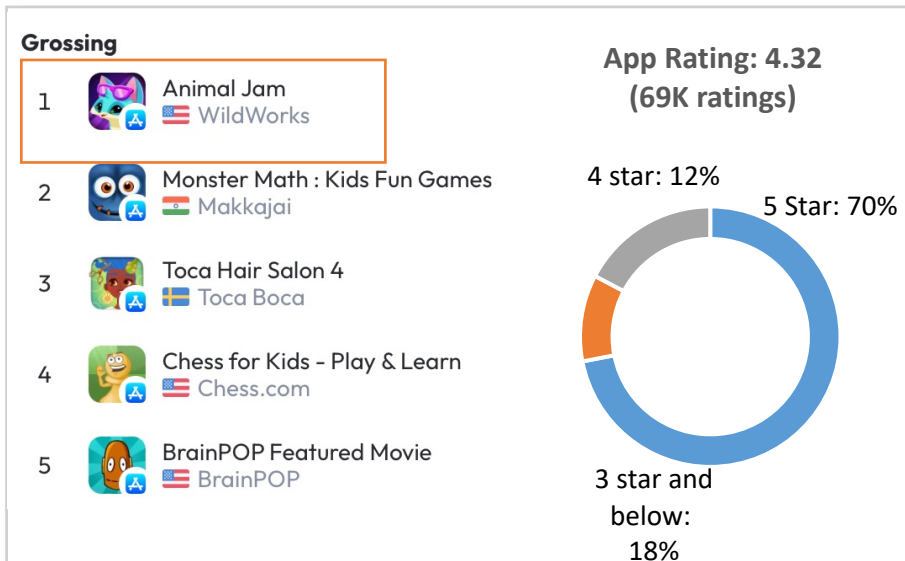 Grossing
1
Animal Jam
WildWorks
2
Monster Math : Kids Fun Games
Makkajai
3
Toca Hair Salon 4
Toca Boca
4
Chess for Kids - Play & Learn
Chess.com
5
BrainPOP Featured Movie
BrainPOP
App Rating: 4.32
(69K ratings)
4 star: 12%
5 Star: 70%
3 star and
below:
18%